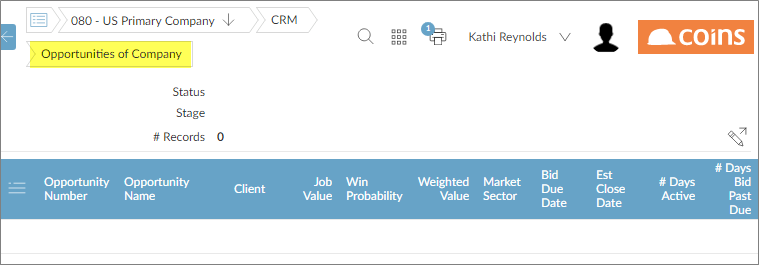 080 - US Primary Company
CRM
1
Kathi Reynolds
coins
Opportunities of Company
Status
Stage
# Records 0
Opportunity Number
Opportunity Name
Client
Job Value
Win Probability
Weighted Value
Market Sector
Bid Due Date
Est Close Date
# Days Active
# Days Bid Past Due